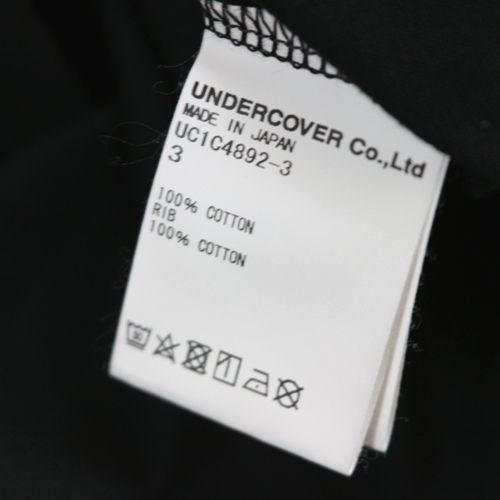 UNDERCOVER Co.,Ltd
MADE IN JAPAN
UC1C4892-3
3
100% COTTON
RIB
100% COTTON